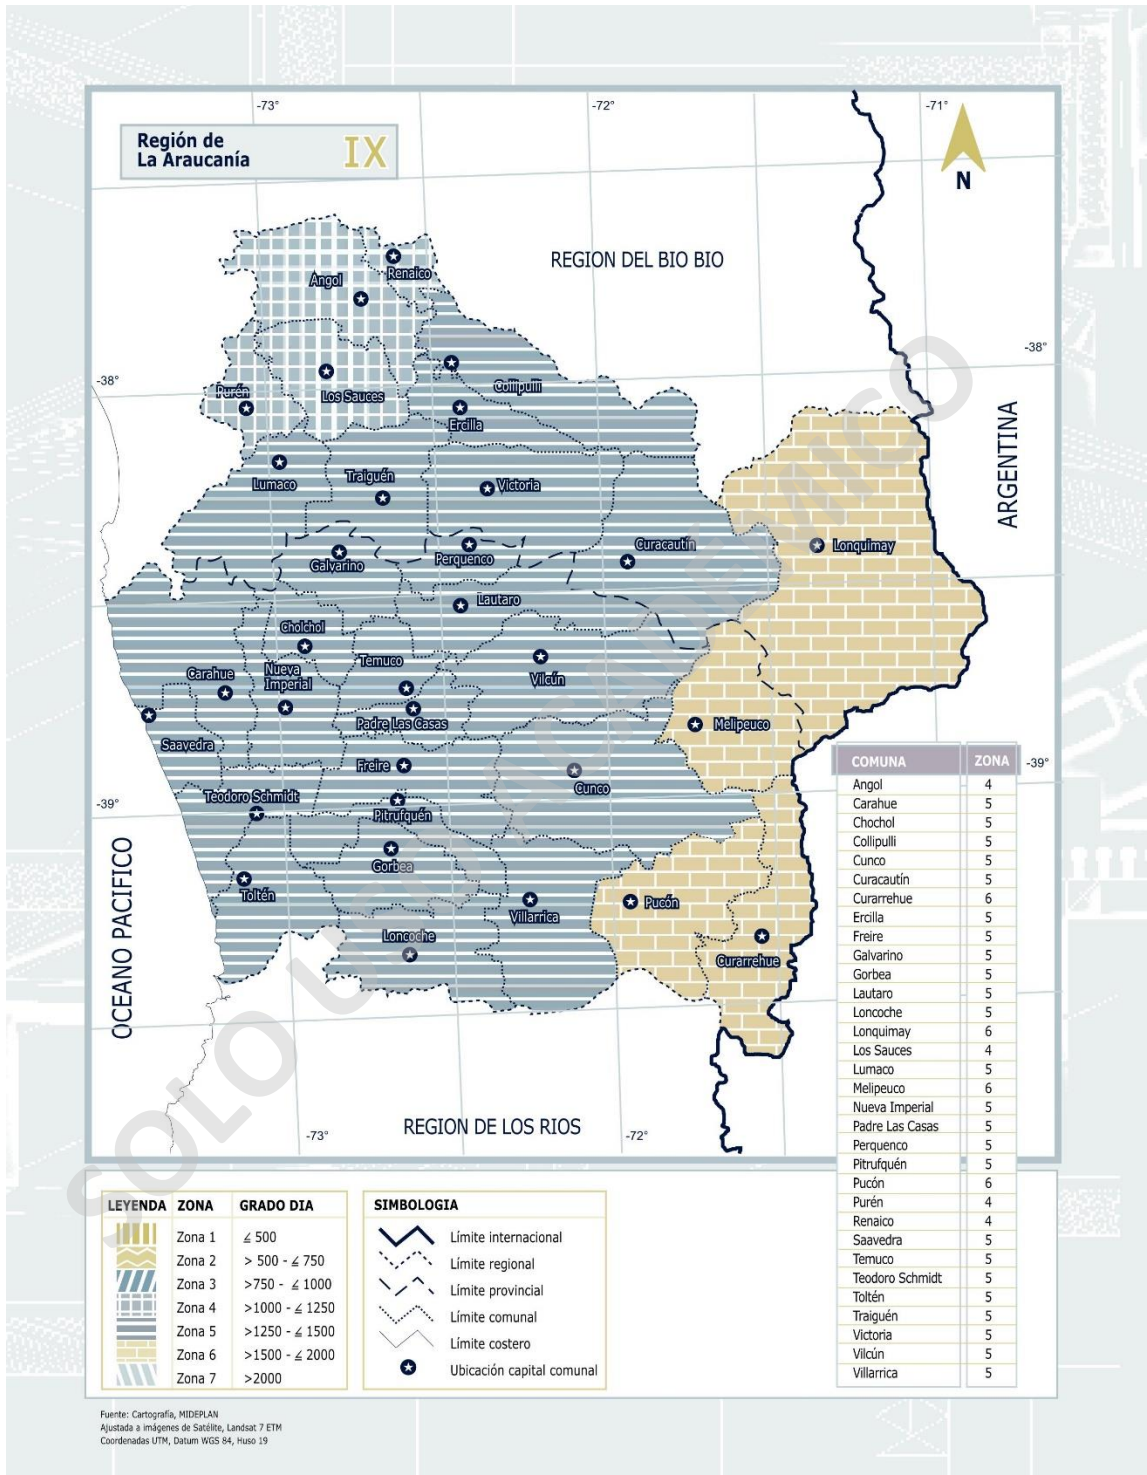 -73°
-72°
-71°
Región de
La Araucanía
IX
N
REGION DEL BIO BIO
Renaico
Angol
-38°
-38°
Collipulli
Purén
Los Sauces
Ercilla
ARGENTINA
Lumaco
Traiguén
Victoria
Galvarino
Perquenco
Curacautín
Lonquimay
Lautaro
Cholchol
Temuco
Carahue
Nueva
Imperial
Vilcún
Padre Las Casas
Melipeuco
Saavedra
Freire
Cunco
-39°
-39°
Teodoro Schmidt
Pitrufquén
OCEANO PACIFICO
Gorbea
Toltén
Villarrica
Pucón
Loncoche
Curarrehue
REGION DE LOS RIOS
-73°
-72°
SOLO USO ACADEMICO
COMUNA ZONA
Angol 4
Carahue 5
Chochol 5
Collipulli 5
Cunco 5
Curacautín 5
Curarrehue 6
Ercilla 5
Freire 5
Galvarino 5
Gorbea 5
Lautaro 5
Loncoche 5
Lonquimay 6
Los Sauces 4
Lumaco 5
Melipeuco 6
Nueva Imperial 5
Padre Las Casas 5
Perquenco 5
Pitrufquén 5
Pucón 6
Purén 4
Renaico 4
Saavedra 5
Temuco 5
Teodoro Schmidt 5
Toltén 5
Traiguén 5
Victoria 5
Vilcún 5
Villarrica 5
LEYENDA ZONA GRADO DIA
Zona 1 ≤ 500
Zona 2 > 500 - ≤ 750
Zona 3 >750 - ≤ 1000
Zona 4 >1000 - ≤ 1250
Zona 5 >1250 - ≤ 1500
Zona 6 >1500 - ≤ 2000
Zona 7 >2000
SIMBOLOGIA
Límite internacional
Límite regional
Límite provincial
Límite comunal
Límite costero
Ubicación capital comunal
Fuente: Cartografía, MIDEPLAN
Ajustada a imágenes de Satélite, Landsat 7 ETM
Coordenadas UTM, Datum WGS 84, Huso 19